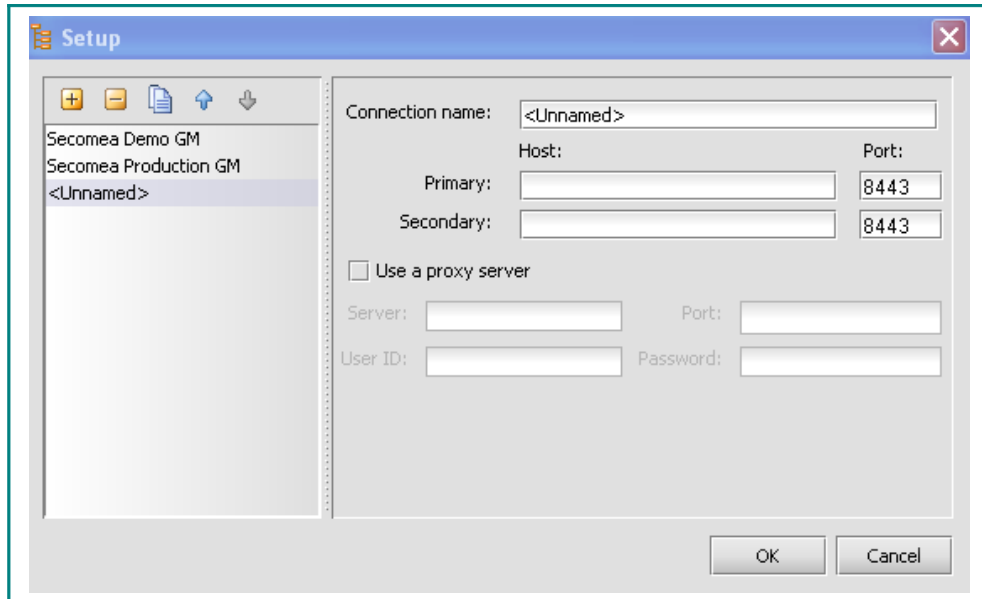 Setup
Secomea Demo GM
Secomea Production GM
<Unnamed>
Connection name: <Unnamed>
Host: Port:
Primary: 8443
Secondary: 8443
Use a proxy server
Server: Port:
User ID: Password:
OK Cancel